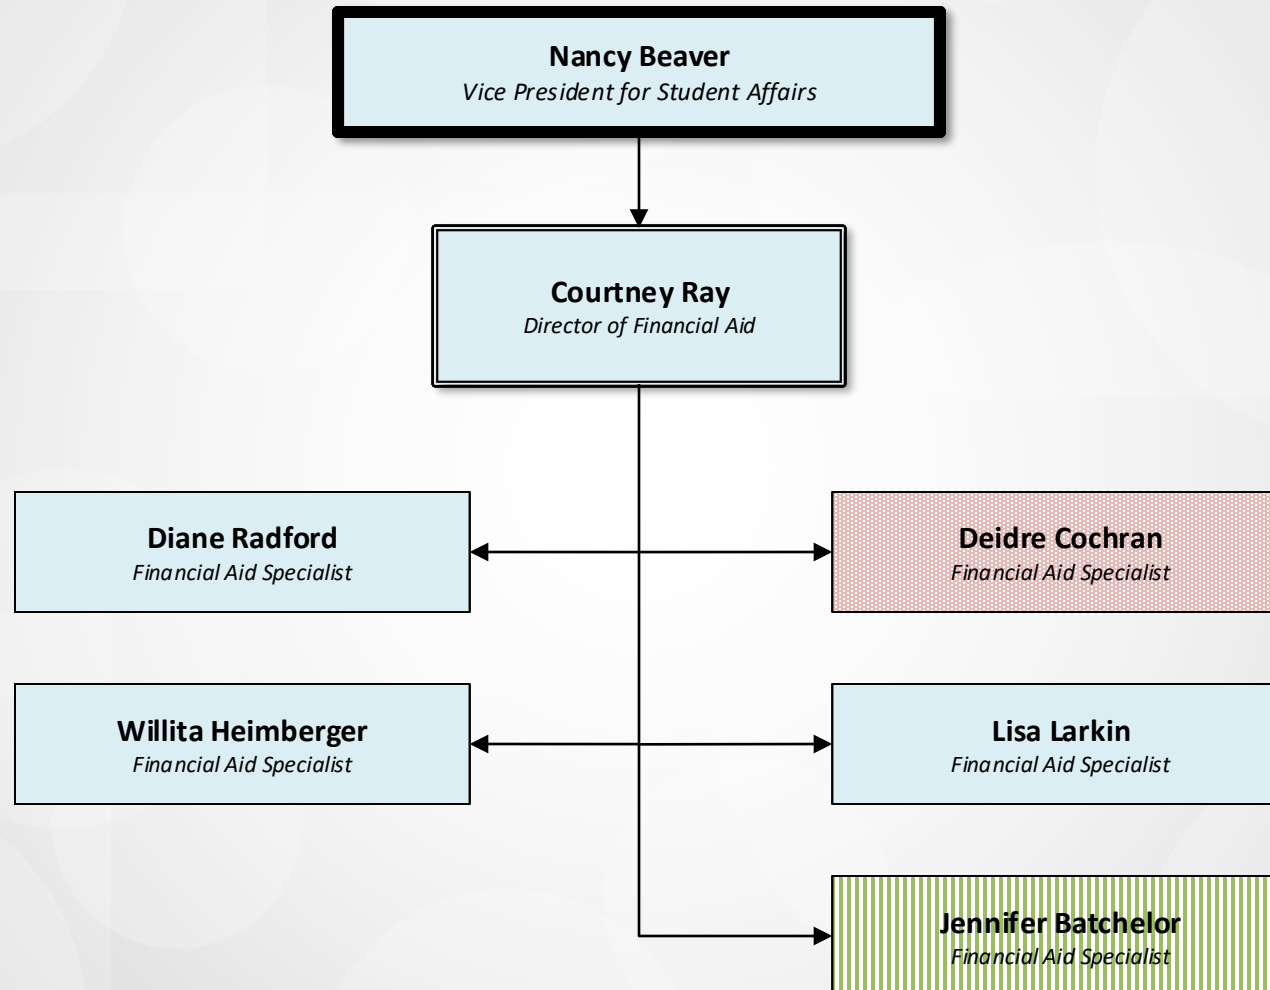 Nancy Beaver
Vice President for Student Affairs
Courtney Ray
Director of Financial Aid
Diane Radford
Financial Aid Specialist
Deidre Cochran
Financial Aid Specialist
Willita Heimberger
Financial Aid Specialist
Lisa Larkin
Financial Aid Specialist
Jennifer Batchelor
Financial Aid Specialist